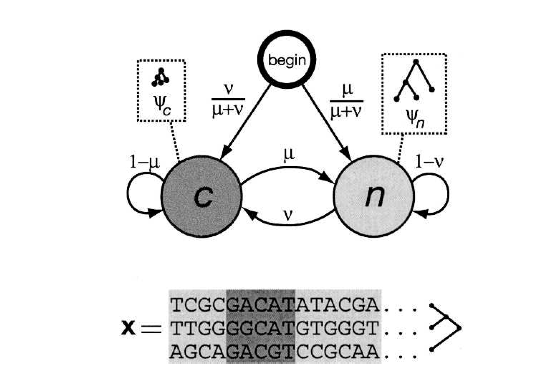 begin
ψc
ν/μ+ν
μ/μ+ν
ψn
1−μ
μ
1−ν
c
n
ν
TCGCGACATATACGA...
x = TTGGGGCATGTGGGT...
AGCAGACGTCCGCAA...